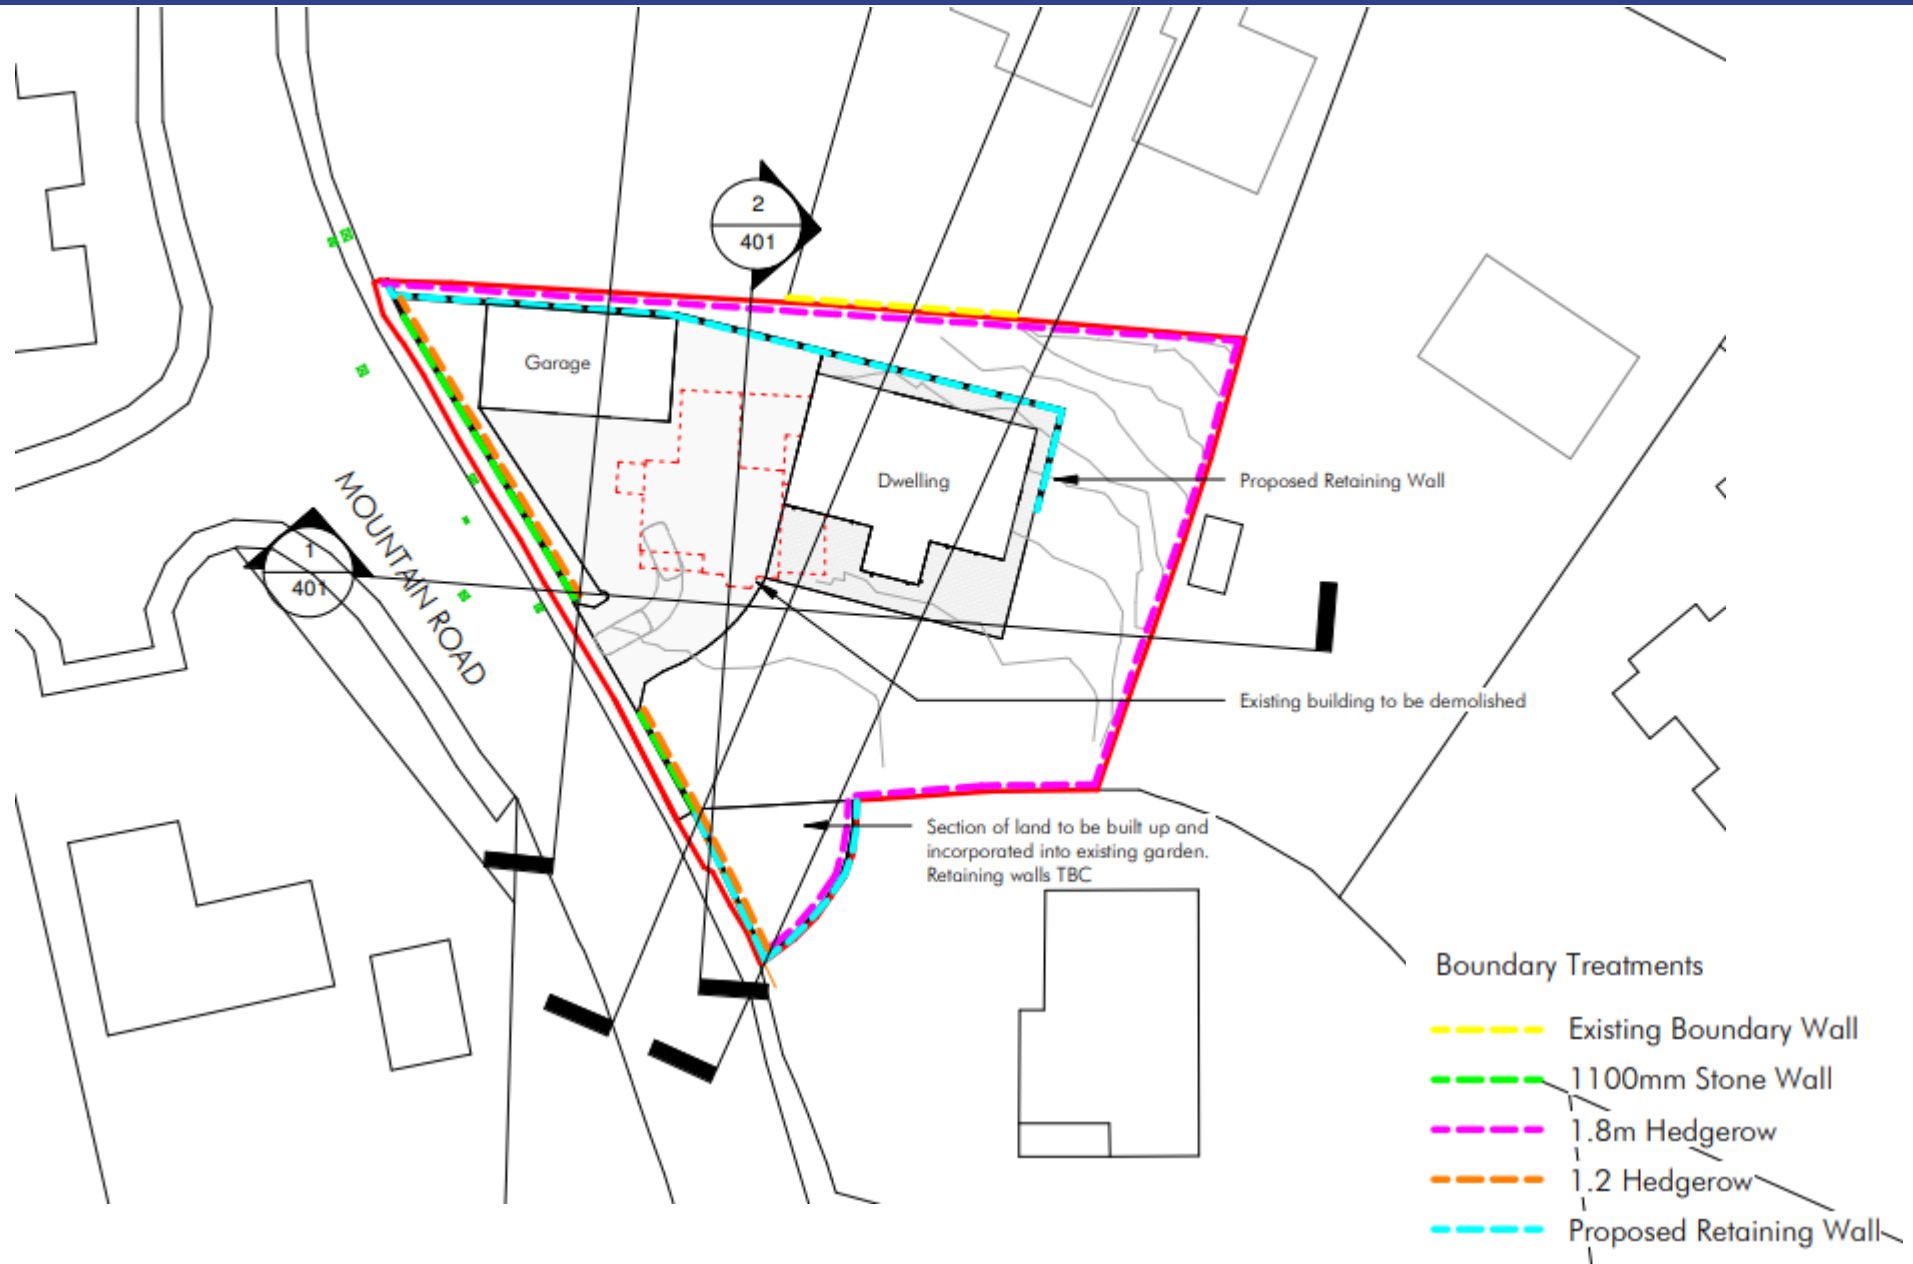 2
401
Garage
Dwelling
Proposed Retaining Wall
MOUNTAIN ROAD
1
401
Existing building to be demolished
Section of land to be built up and
incorporated into existing garden.
Retaining walls TBC
Boundary Treatments
Existing Boundary Wall
1100mm Stone Wall
1.8m Hedgerow
1.2 Hedgerow
Proposed Retaining Wall